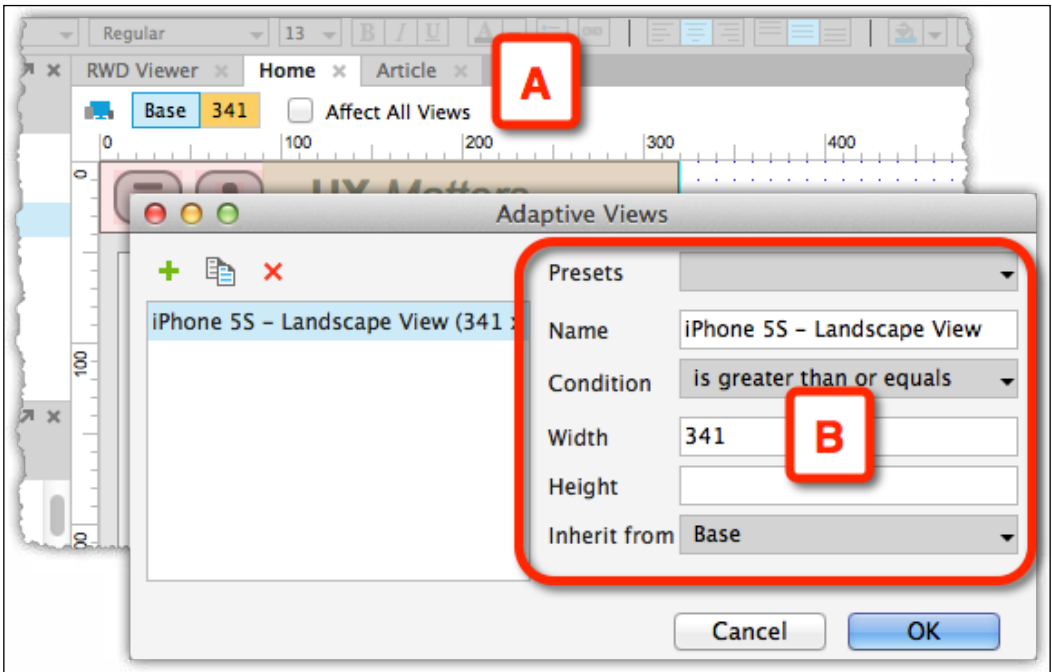 Regular 13 B I U A
RWD Viewer Home Article
A
Base 341 Affect All Views
0 100 200 300 400
0
UX Matters
Adaptive Views
Presets
iPhone 5S – Landscape View (341 x
Name iPhone 5S – Landscape View
100
Condition is greater than or equals
B
Width 341
Height
Inherit from Base
Cancel OK